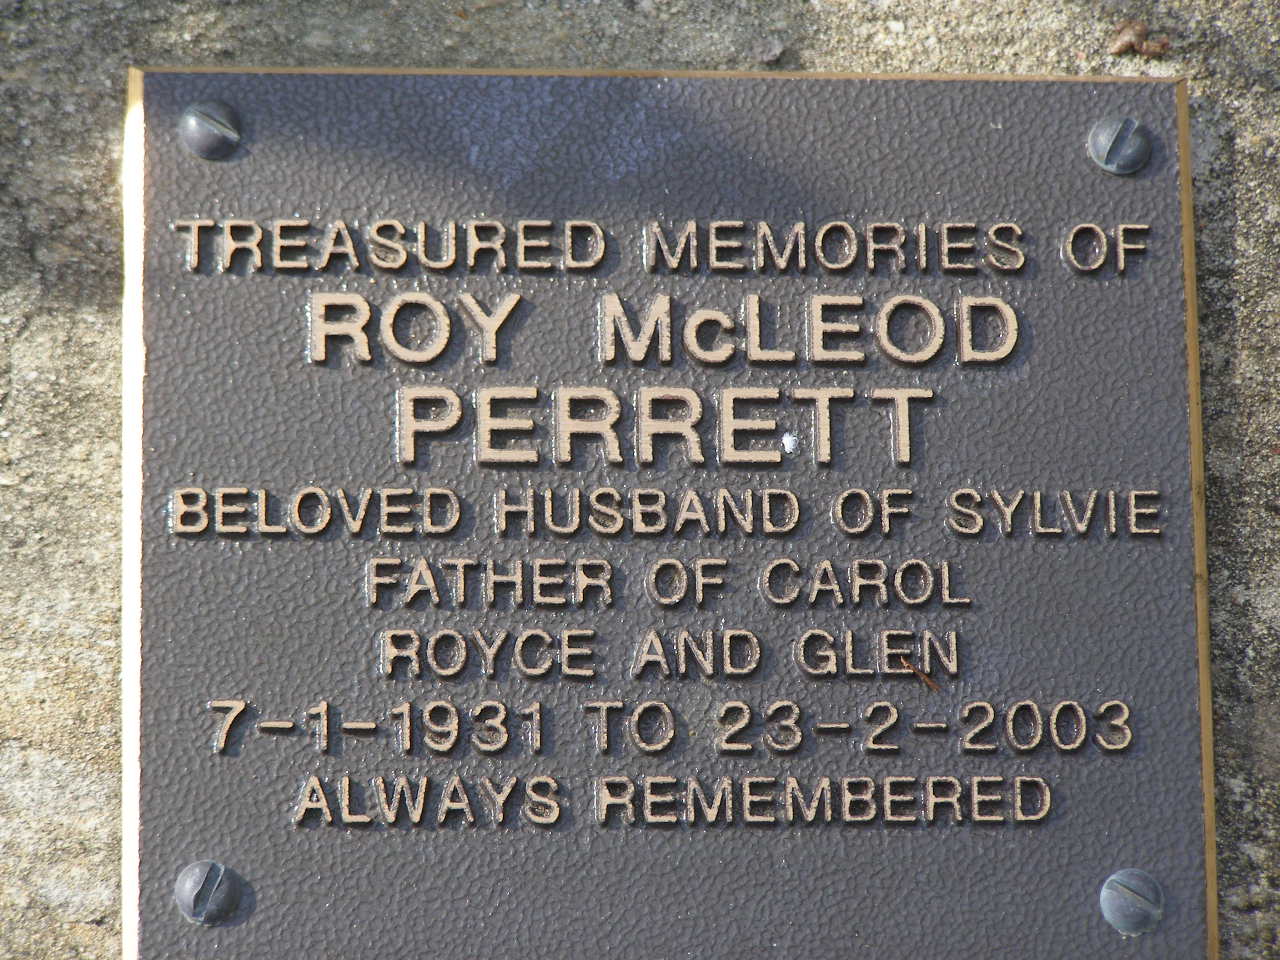 TREASURED MEMORIES OF
ROY McLEOD
PERRETT
BELOVED HUSBAND OF SYLVIE
FATHER OF CAROL
ROYCE AND GLEN
7-1-1931 TO 23-2-2003
ALWAYS REMEMBERED